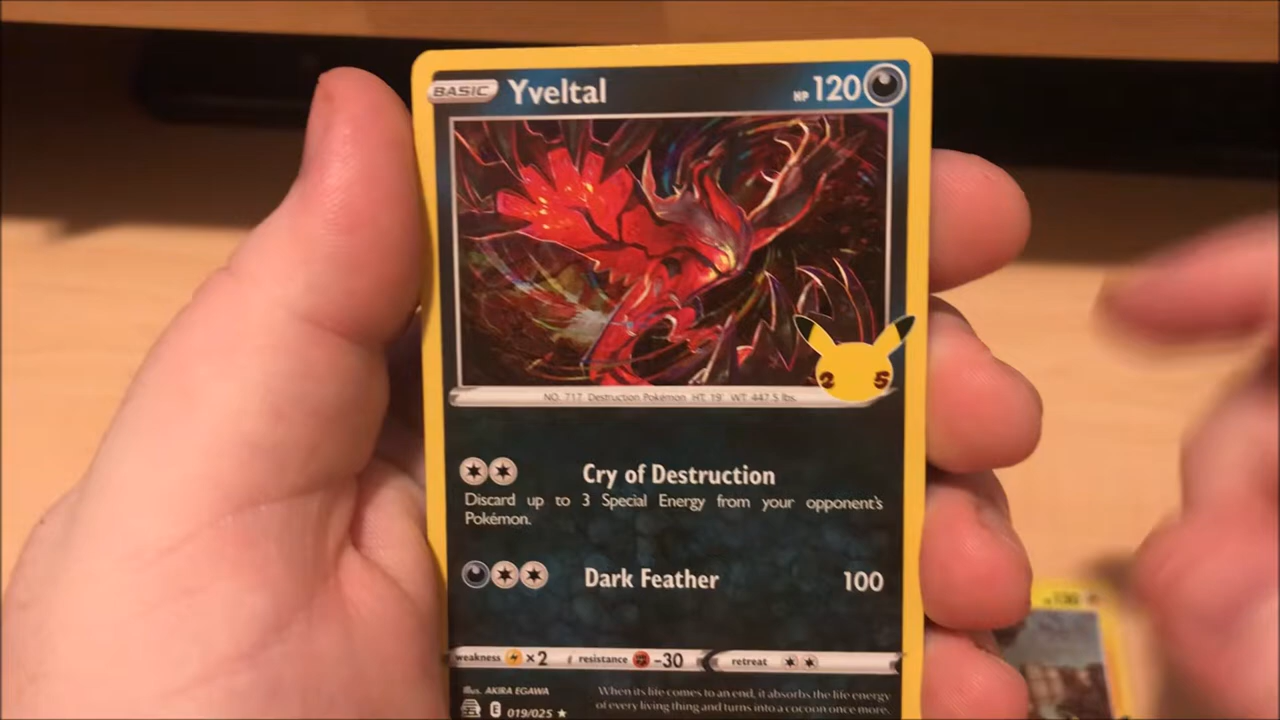 BASIC Yveltal HP 120
25
NO. 717 Destruction Pokémon HT. 19' WT. 447.5 lbs.
Cry of Destruction
Discard up to 3 Special Energy from your opponent's
Pokémon.
Dark Feather 100
weakness ×2 resistance -30 retreat
illus. AKIRA EGAWA
E 019/025 ★
When its life comes to an end, it absorbs the life energy
of every living thing and turns into a cocoon once more.
130